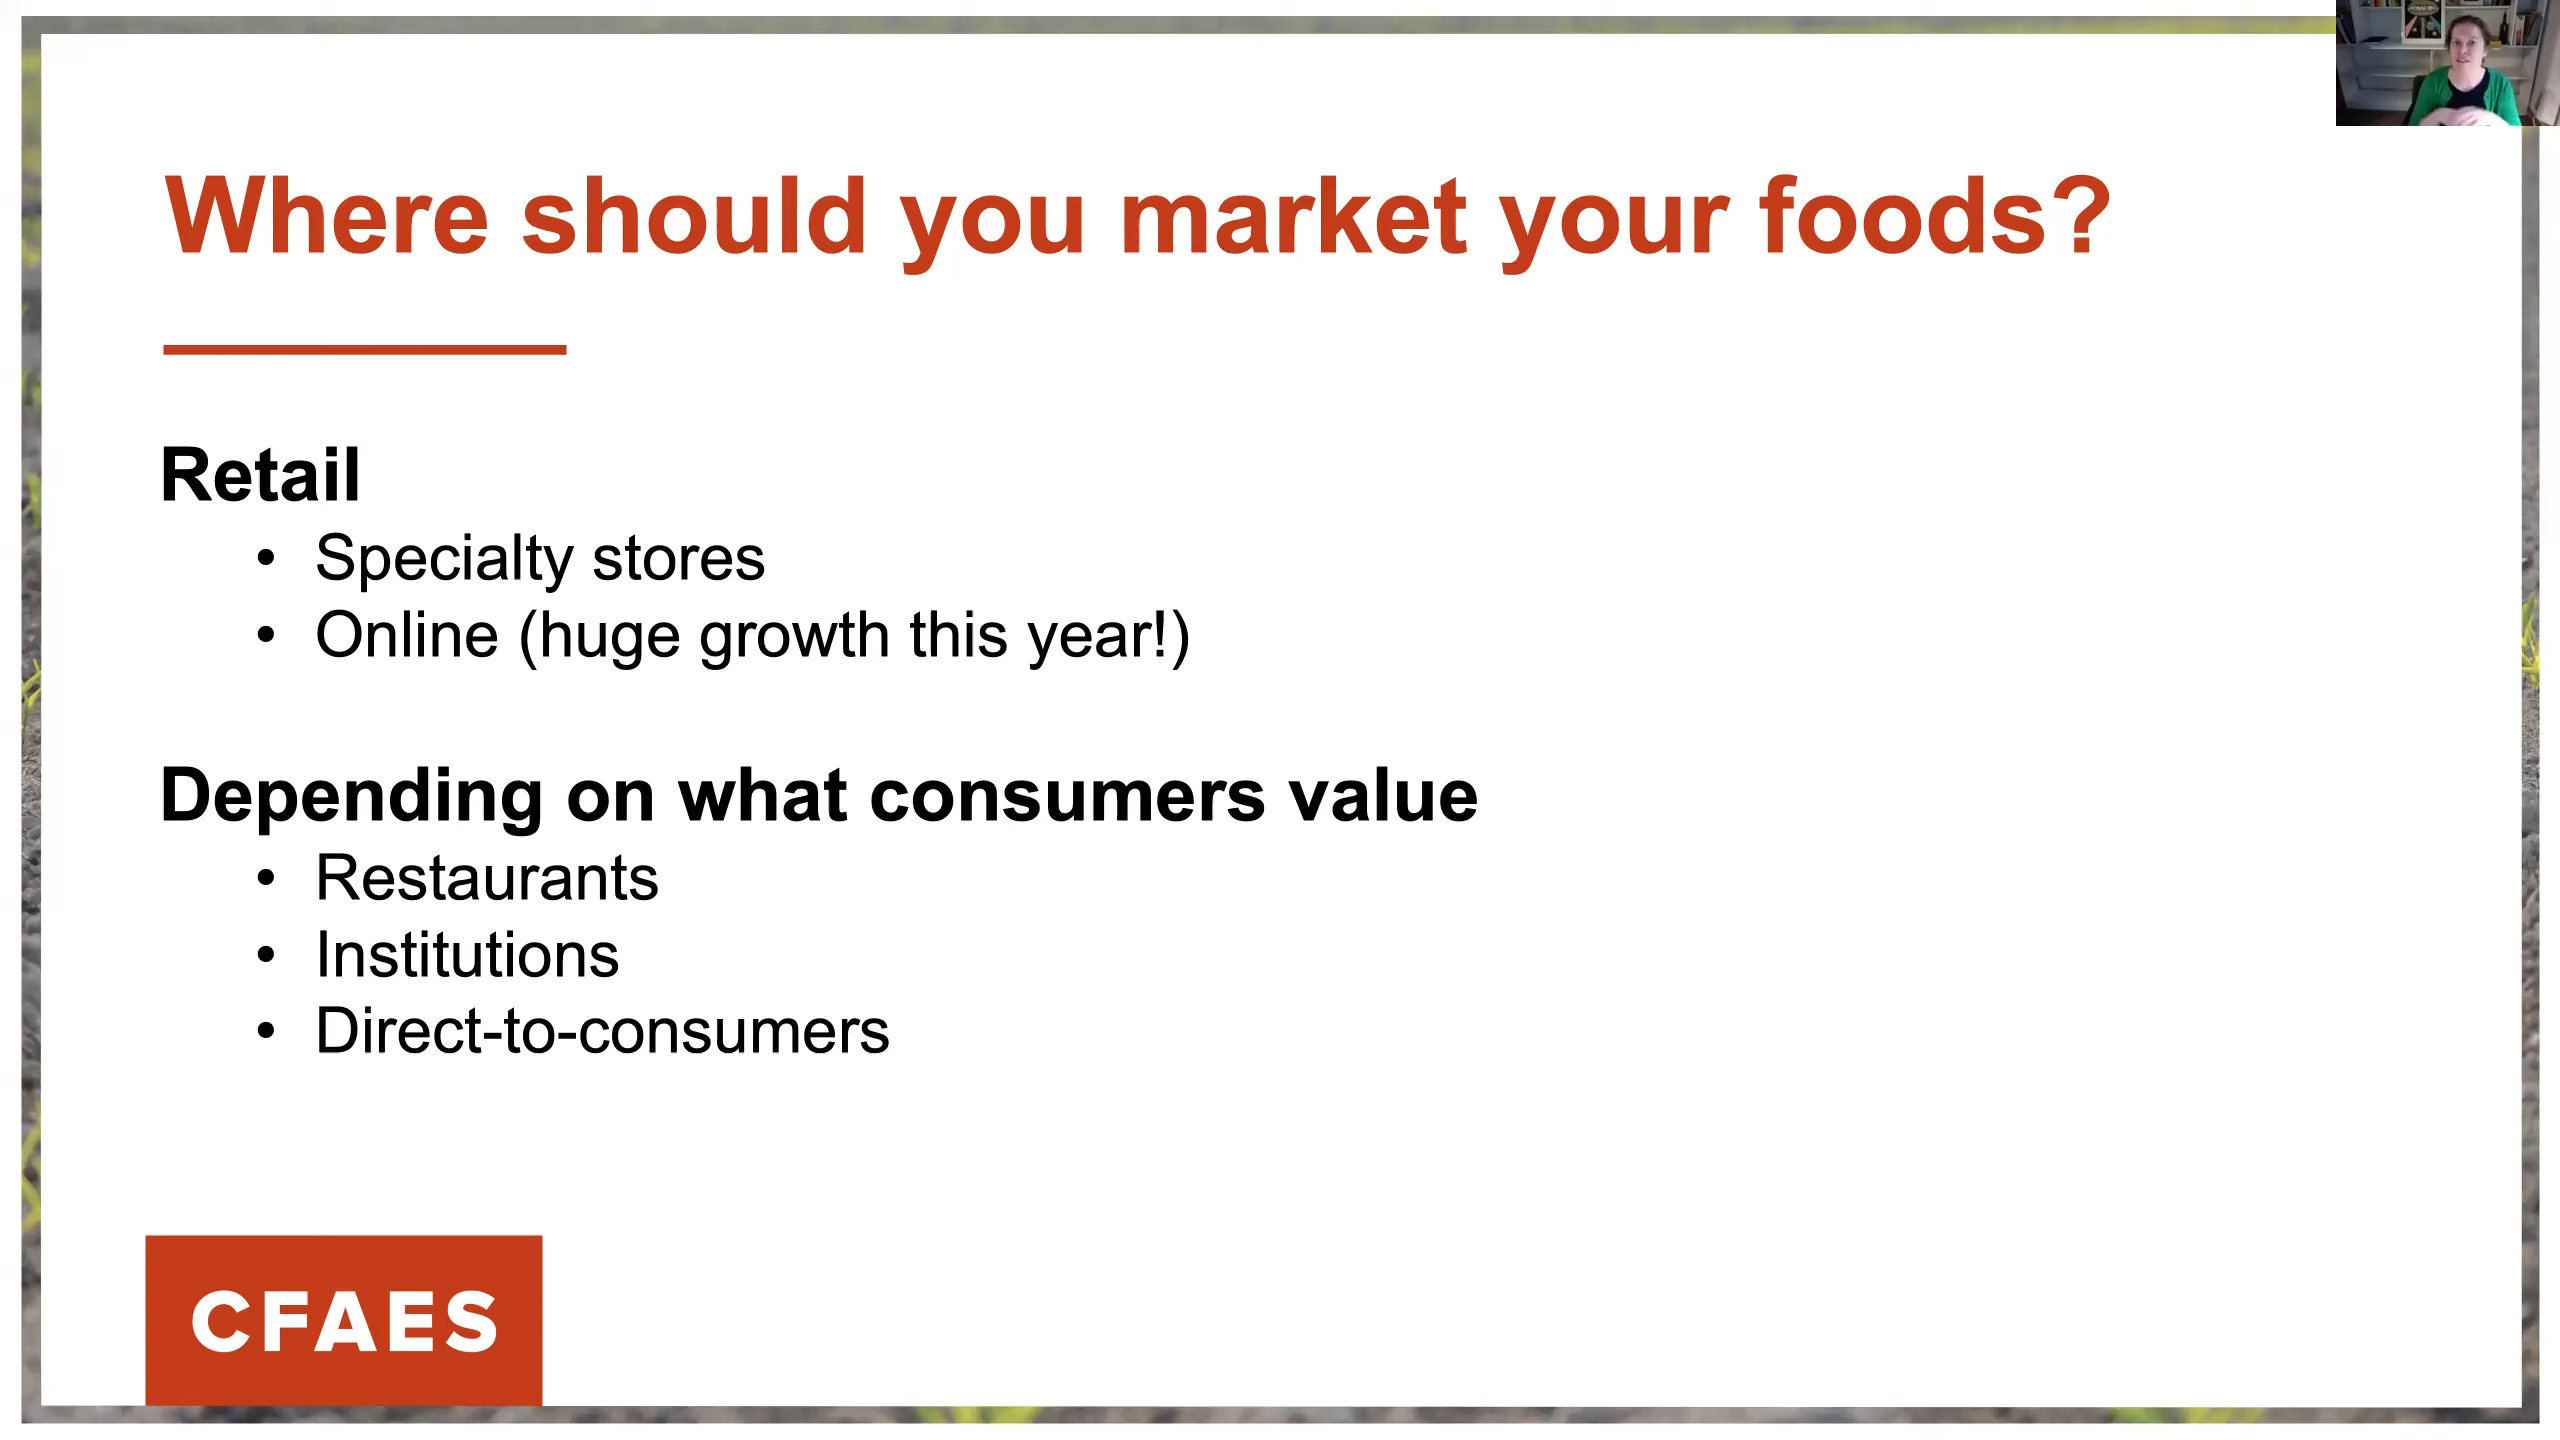 Where should you market your foods?
Retail
• Specialty stores
• Online (huge growth this year!)
Depending on what consumers value
• Restaurants
• Institutions
• Direct-to-consumers
CFAES